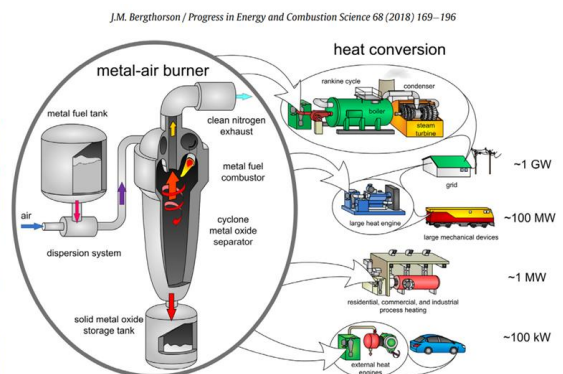 J.M. Bergthorson / Progress in Energy and Combustion Science 68 (2018) 169–196
metal-air burner
heat conversion
metal fuel tank
clean nitrogen
exhaust
metal fuel
combustor
air
cyclone
metal oxide
separator
dispersion system
solid metal oxide
storage tank
rankine cycle
condenser
boiler
steam
turbine
grid
~1 GW
large heat engine
large mechanical devices
~100 MW
residential, commercial, and industrial
process heating
~1 MW
external heat
engines
~100 kW